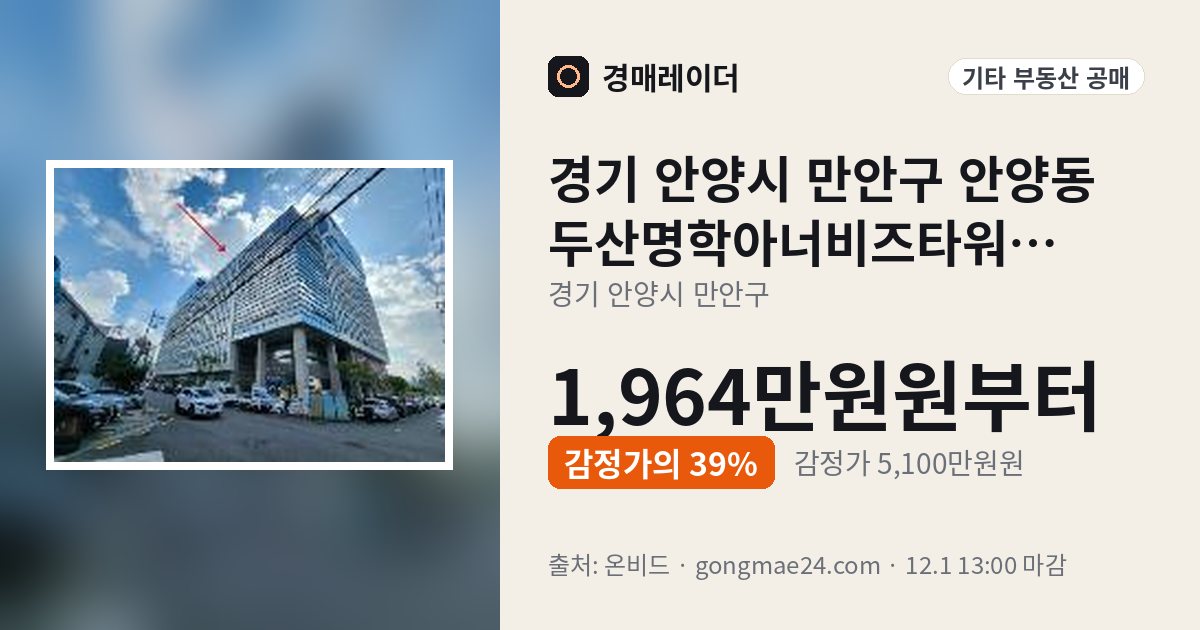 경매레이더
기타 부동산 공매
경기 안양시 만안구 안양동
두산명학아너비즈타워…
경기 안양시 만안구
1,964만원원부터
감정가의 39%
감정가 5,100만원원
출처: 온비드 · gongmae24.com · 12.1 13:00 마감